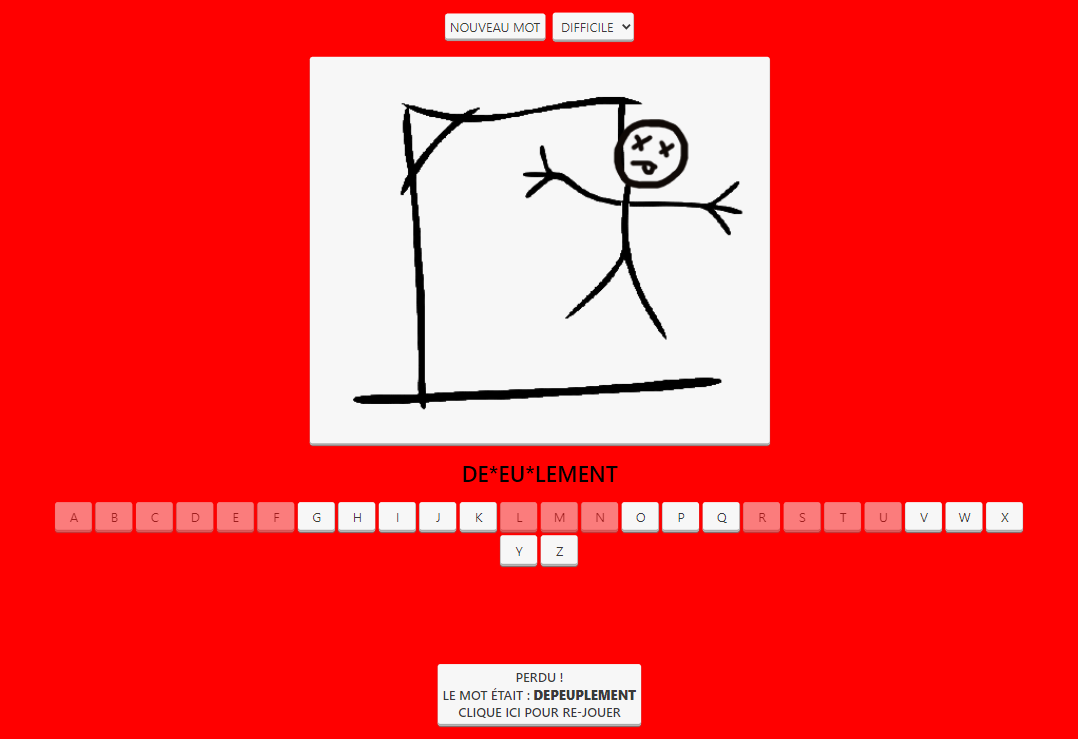 NOUVEAU MOT DIFFICILE
DE*EU*LEMENT
A B C D E F G H I J K L M N O P Q R S T U V W X
Y Z
PERDU !
LE MOT ÉTAIT : DEPEUPLEMENT
CLIQUE ICI POUR RE-JOUER